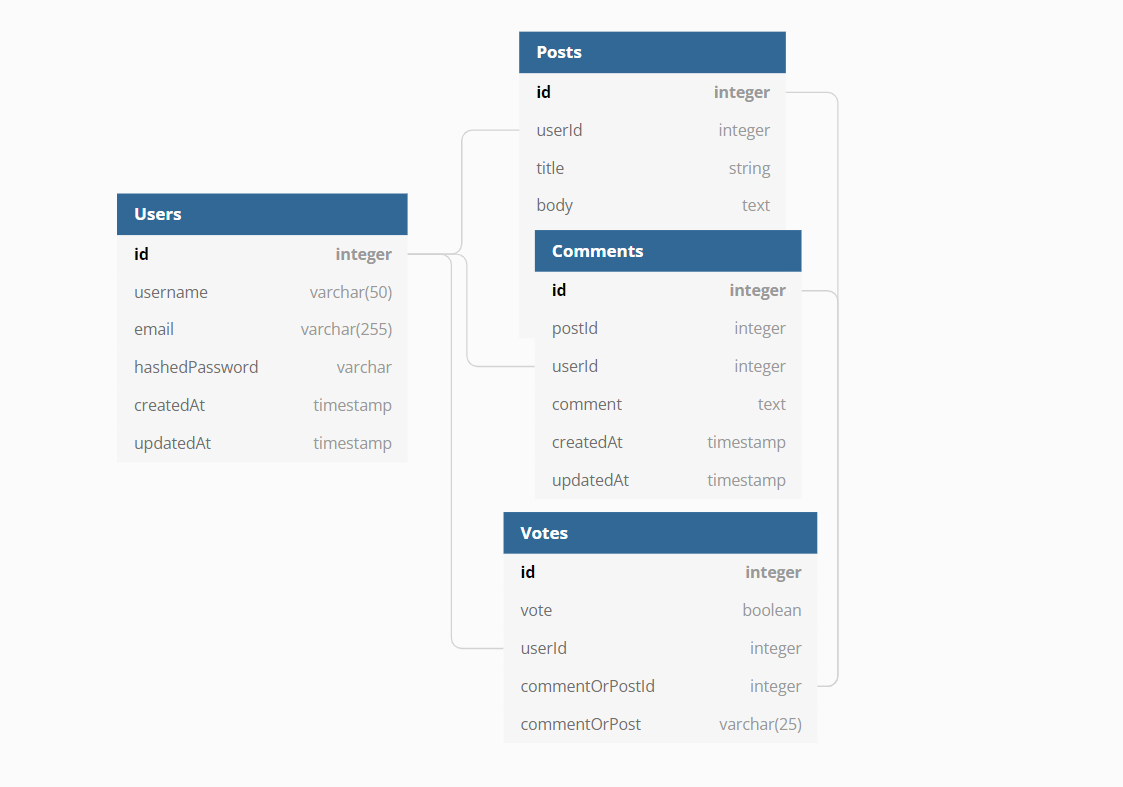 Posts
id integer
userId integer
title string
body text
Users
id integer
username varchar(50)
email varchar(255)
hashedPassword varchar
createdAt timestamp
updatedAt timestamp
Comments
id integer
postId integer
userId integer
comment text
createdAt timestamp
updatedAt timestamp
Votes
id integer
vote boolean
userId integer
commentOrPostId integer
commentOrPost varchar(25)